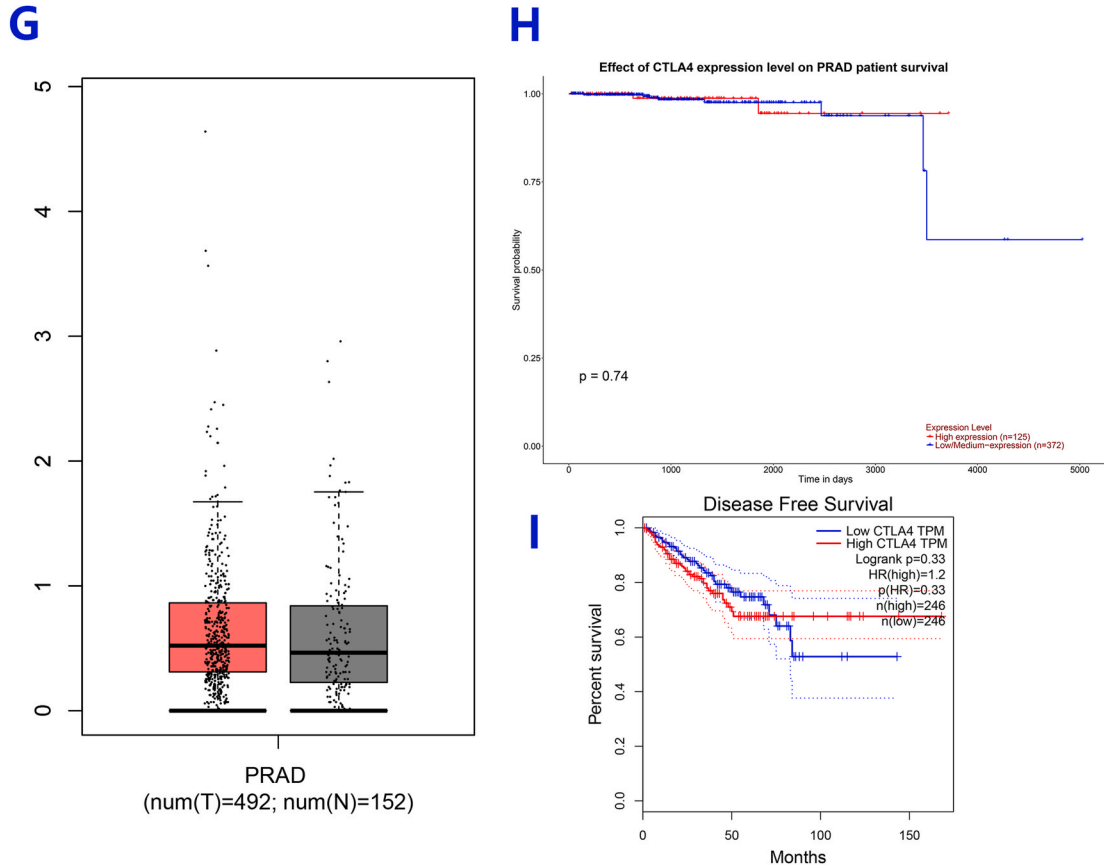 G
5
4
3
2
1
0
PRAD
(num(T)=492; num(N)=152)
H
Effect of CTLA4 expression level on PRAD patient survival
Survival probability
1.00
0.75
0.50
0.25
0.00
p = 0.74
Expression Level
High expression (n=125)
Low/Medium-expression (n=372)
0 1000 2000 3000 4000 5000
Time in days
I
Disease Free Survival
Percent survival
1.0
0.8
0.6
0.4
0.2
0.0
Low CTLA4 TPM
High CTLA4 TPM
Logrank p=0.33
HR(high)=1.2
p(HR)=0.33
n(high)=246
n(low)=246
0 50 100 150
Months